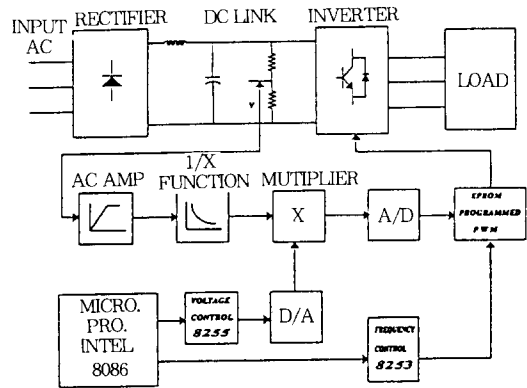 INPUT
AC
RECTIFIER
DC LINK
INVERTER
LOAD
v
AC AMP
1/X
FUNCTION
MUTIPLIER
X
A/D
EPROM
PROGRAMMED
PWM
MICRO.
PRO.
INTEL
8086
VOLTAGE
CONTROL
8255
D/A
FREQUENCY
CONTROL
8253